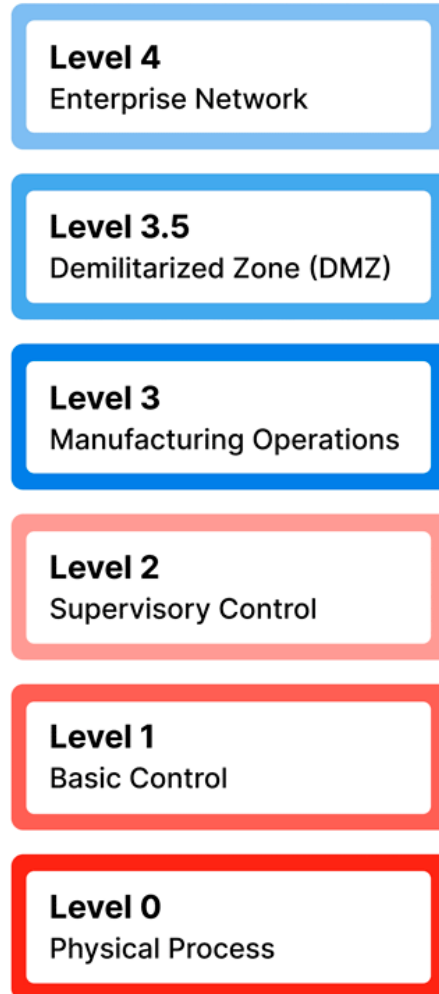 Level 4
Enterprise Network
Level 3.5
Demilitarized Zone (DMZ)
Level 3
Manufacturing Operations
Level 2
Supervisory Control
Level 1
Basic Control
Level 0
Physical Process